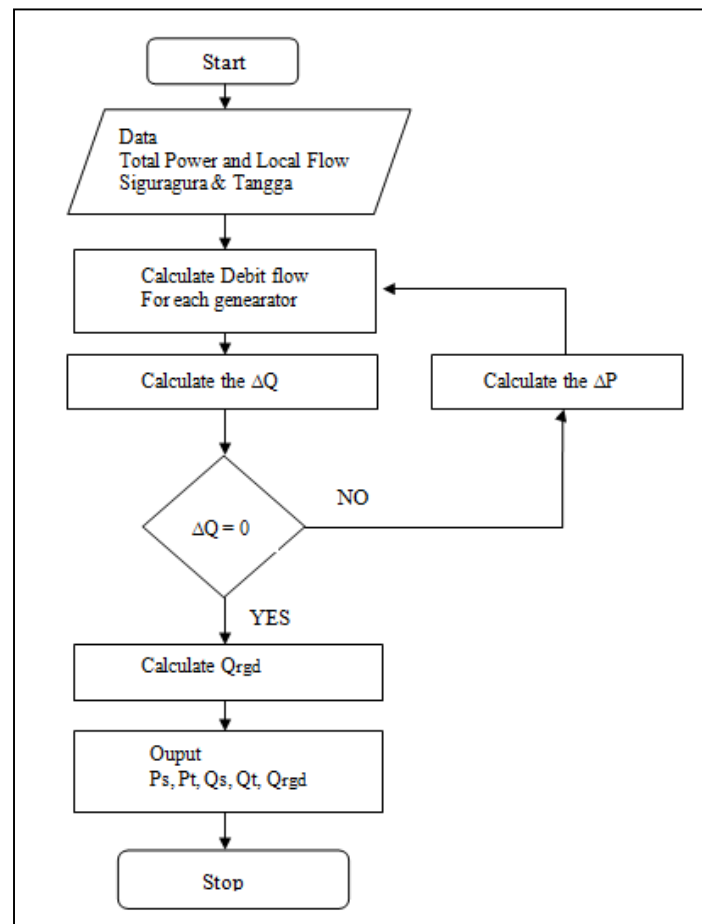 Start
Data
Total Power and Local Flow
Siguragura & Tangga
Calculate Debit flow
For each genearator
Calculate the ΔQ
Calculate the ΔP
ΔQ = 0
NO
YES
Calculate Qrgd
Ouput
Ps, Pt, Qs, Qt, Qrgd
Stop